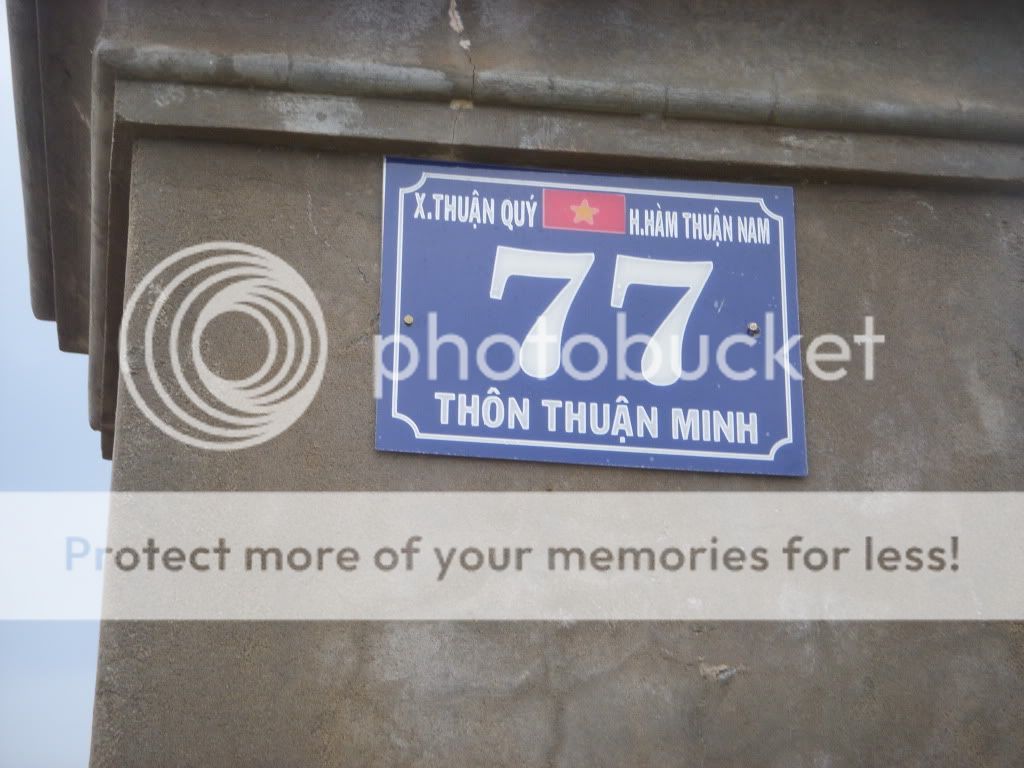 X.THUẬN QUÝ H.HÀM THUẬN NAM
77
photobucket
THÔN THUẬN MINH
Protect more of your memories for less!